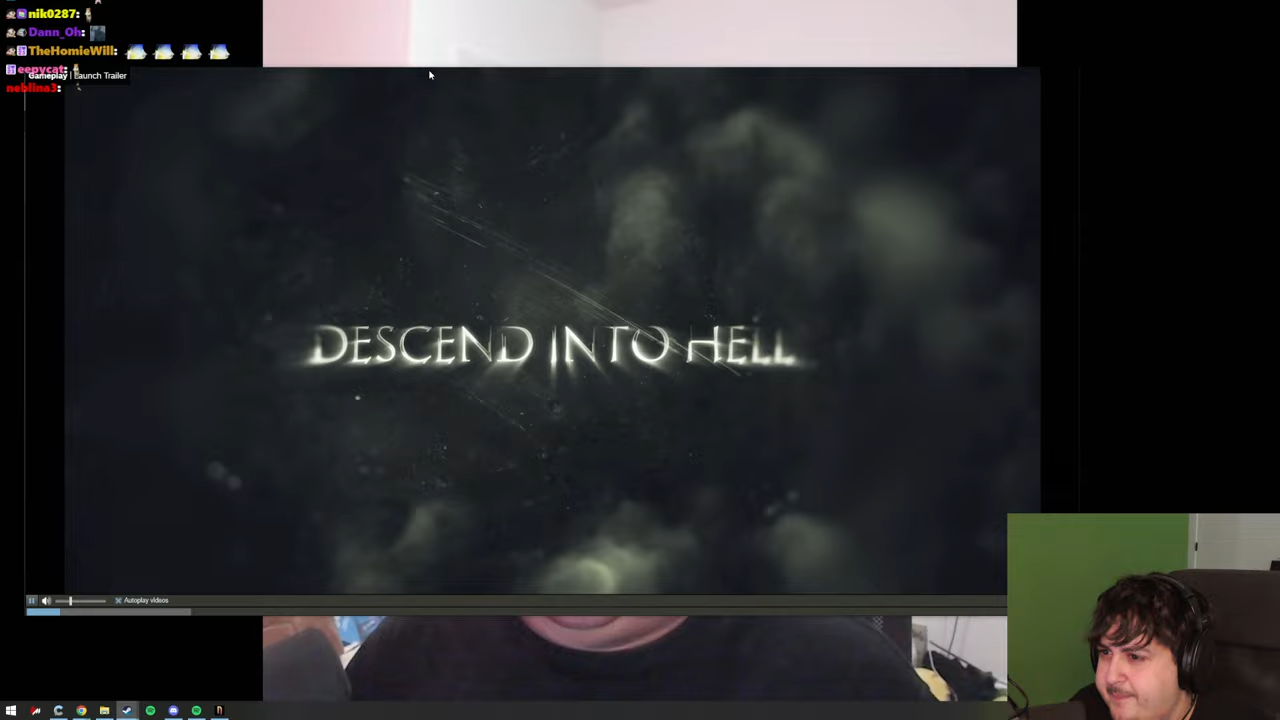 nik0287:
Dann_Oh:
TheHomieWill:
eepycat:
Gameplay | Launch Trailer
neblina3:
DESCEND INTO HELL
Autoplay videos